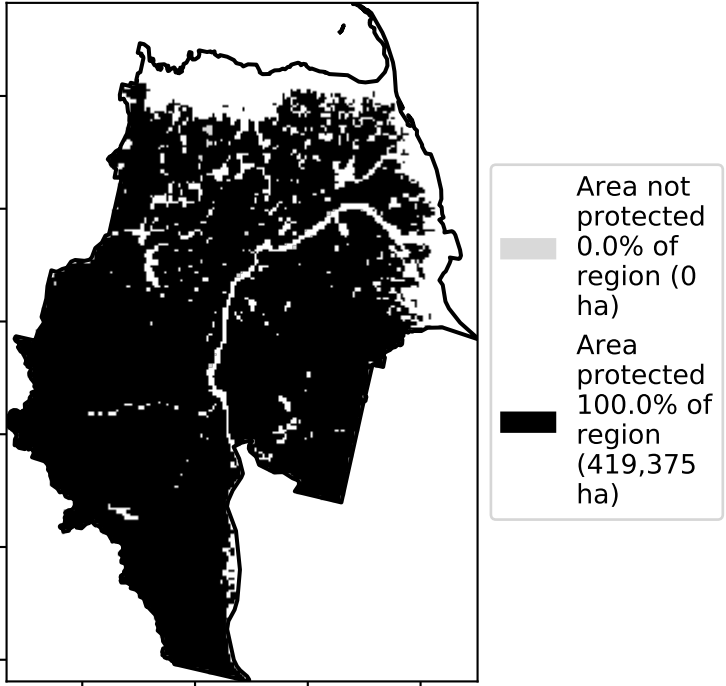 Area not
protected
0.0% of
region (0
ha)
Area
protected
100.0% of
region
(419,375
ha)